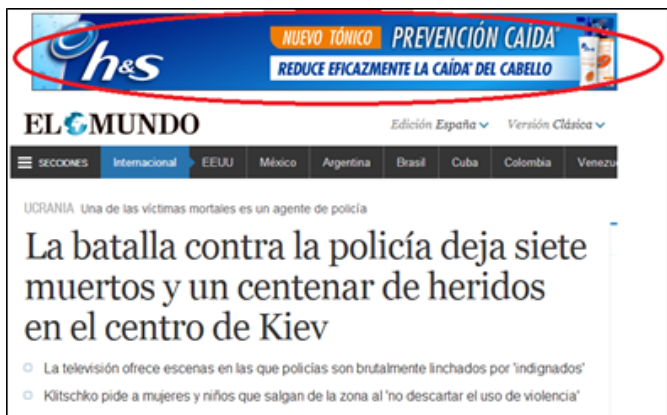 h&s
NUEVO TÓNICO PREVENCIÓN CAÍDA*
REDUCE EFICAZMENTE LA CAÍDA* DEL CABELLO
EL MUNDO
Edición España Versión Clásica
SECCIONES Internacional EEUU México Argentina Brasil Cuba Colombia Venezu
UCRANIA Una de las víctimas mortales es un agente de policía
La batalla contra la policía deja siete
muertos y un centenar de heridos
en el centro de Kiev
La televisión ofrece escenas en las que policías son brutalmente linchados por 'indignados'
Klitschko pide a mujeres y niños que salgan de la zona al 'no descartar el uso de violencia'